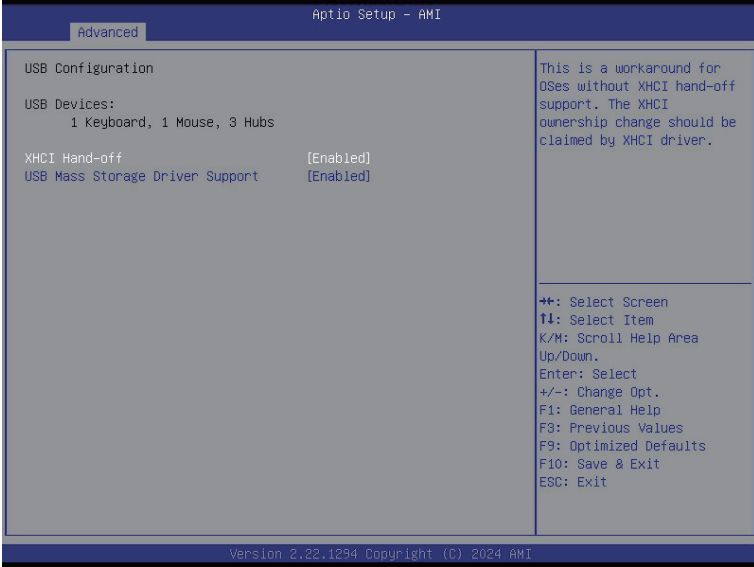 Aptio Setup – AMI
Advanced
USB Configuration
USB Devices:
1 Keyboard, 1 Mouse, 3 Hubs
XHCI Hand-off [Enabled]
USB Mass Storage Driver Support [Enabled]
This is a workaround for
OSes without XHCI hand-off
support. The XHCI
ownership change should be
claimed by XHCI driver.
→←: Select Screen
↑↓: Select Item
K/M: Scroll Help Area
Up/Down.
Enter: Select
+/-: Change Opt.
F1: General Help
F3: Previous Values
F9: Optimized Defaults
F10: Save & Exit
ESC: Exit
Version 2.22.1294 Copyright (C) 2024 AMI